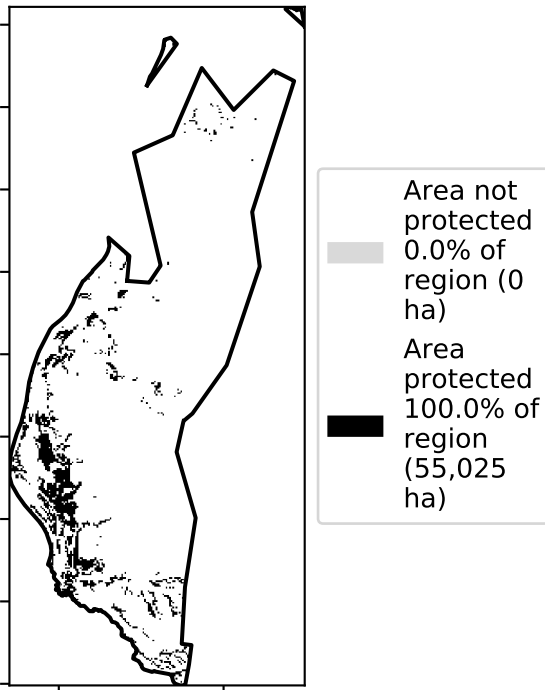 Area not
protected
0.0% of
region (0
ha)
Area
protected
100.0% of
region
(55,025
ha)